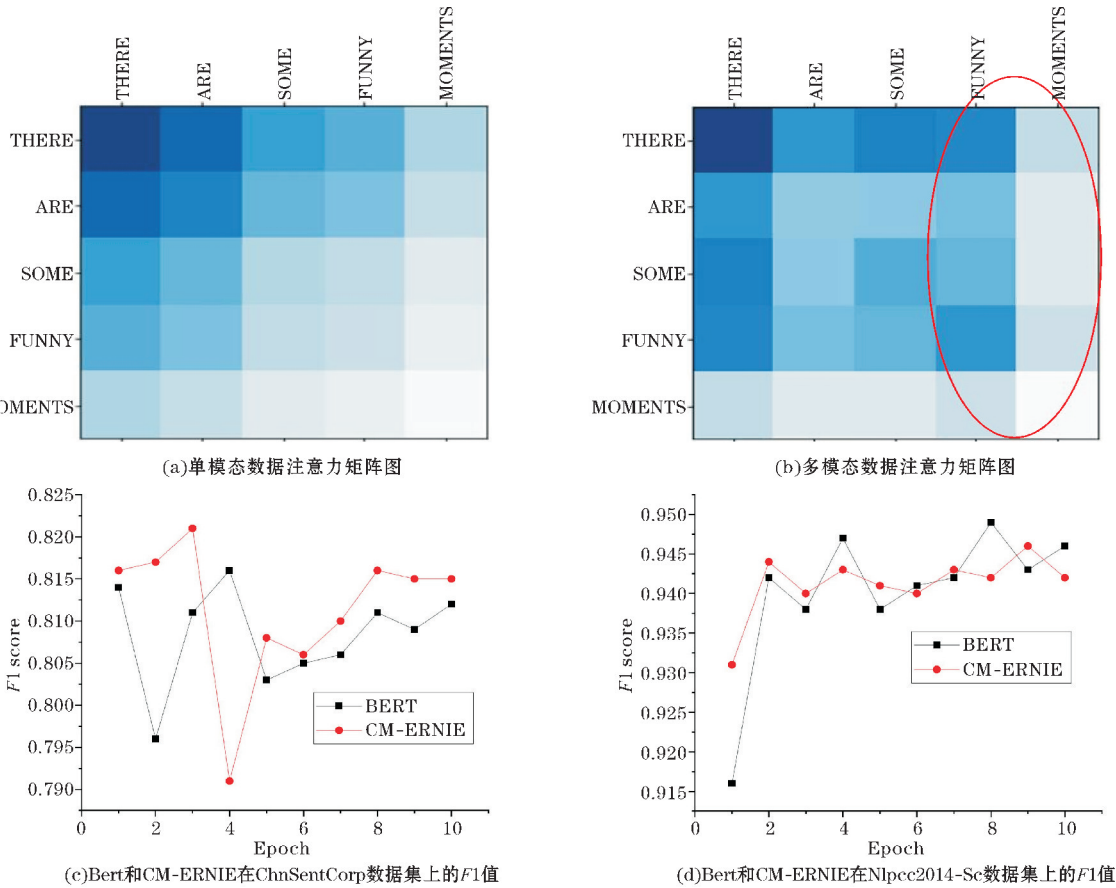 THERE
ARE
SOME
FUNNY
MOMENTS
THERE
ARE
SOME
FUNNY
OMENTS
(a)单模态数据注意力矩阵图
THERE
ARE
SOME
FUNNY
MOMENTS
THERE
ARE
SOME
FUNNY
MOMENTS
(b)多模态数据注意力矩阵图
0.825
0.820
0.815
0.810
0.805
0.800
0.795
0.790
F1 score
BERT
CM-ERNIE
0 2 4 6 8 10
Epoch
(c)Bert和CM-ERNIE在ChnSentCorp数据集上的F1值
0.950
0.945
0.940
0.935
0.930
0.925
0.920
0.915
F1 score
BERT
CM-ERNIE
0 2 4 6 8 10
Epoch
(d)Bert和CM-ERNIE在Nlpcc2014-Sc数据集上的F1值